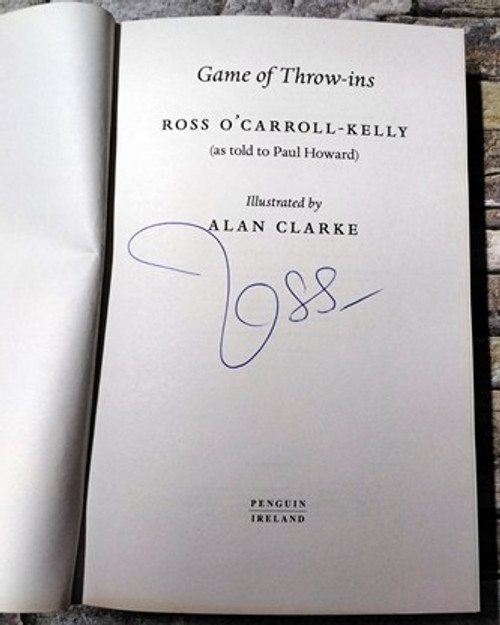 Game of Throw-ins
ROSS O'CARROLL-KELLY
(as told to Paul Howard)
Illustrated by
ALAN CLARKE
Ross
PENGUIN
IRELAND